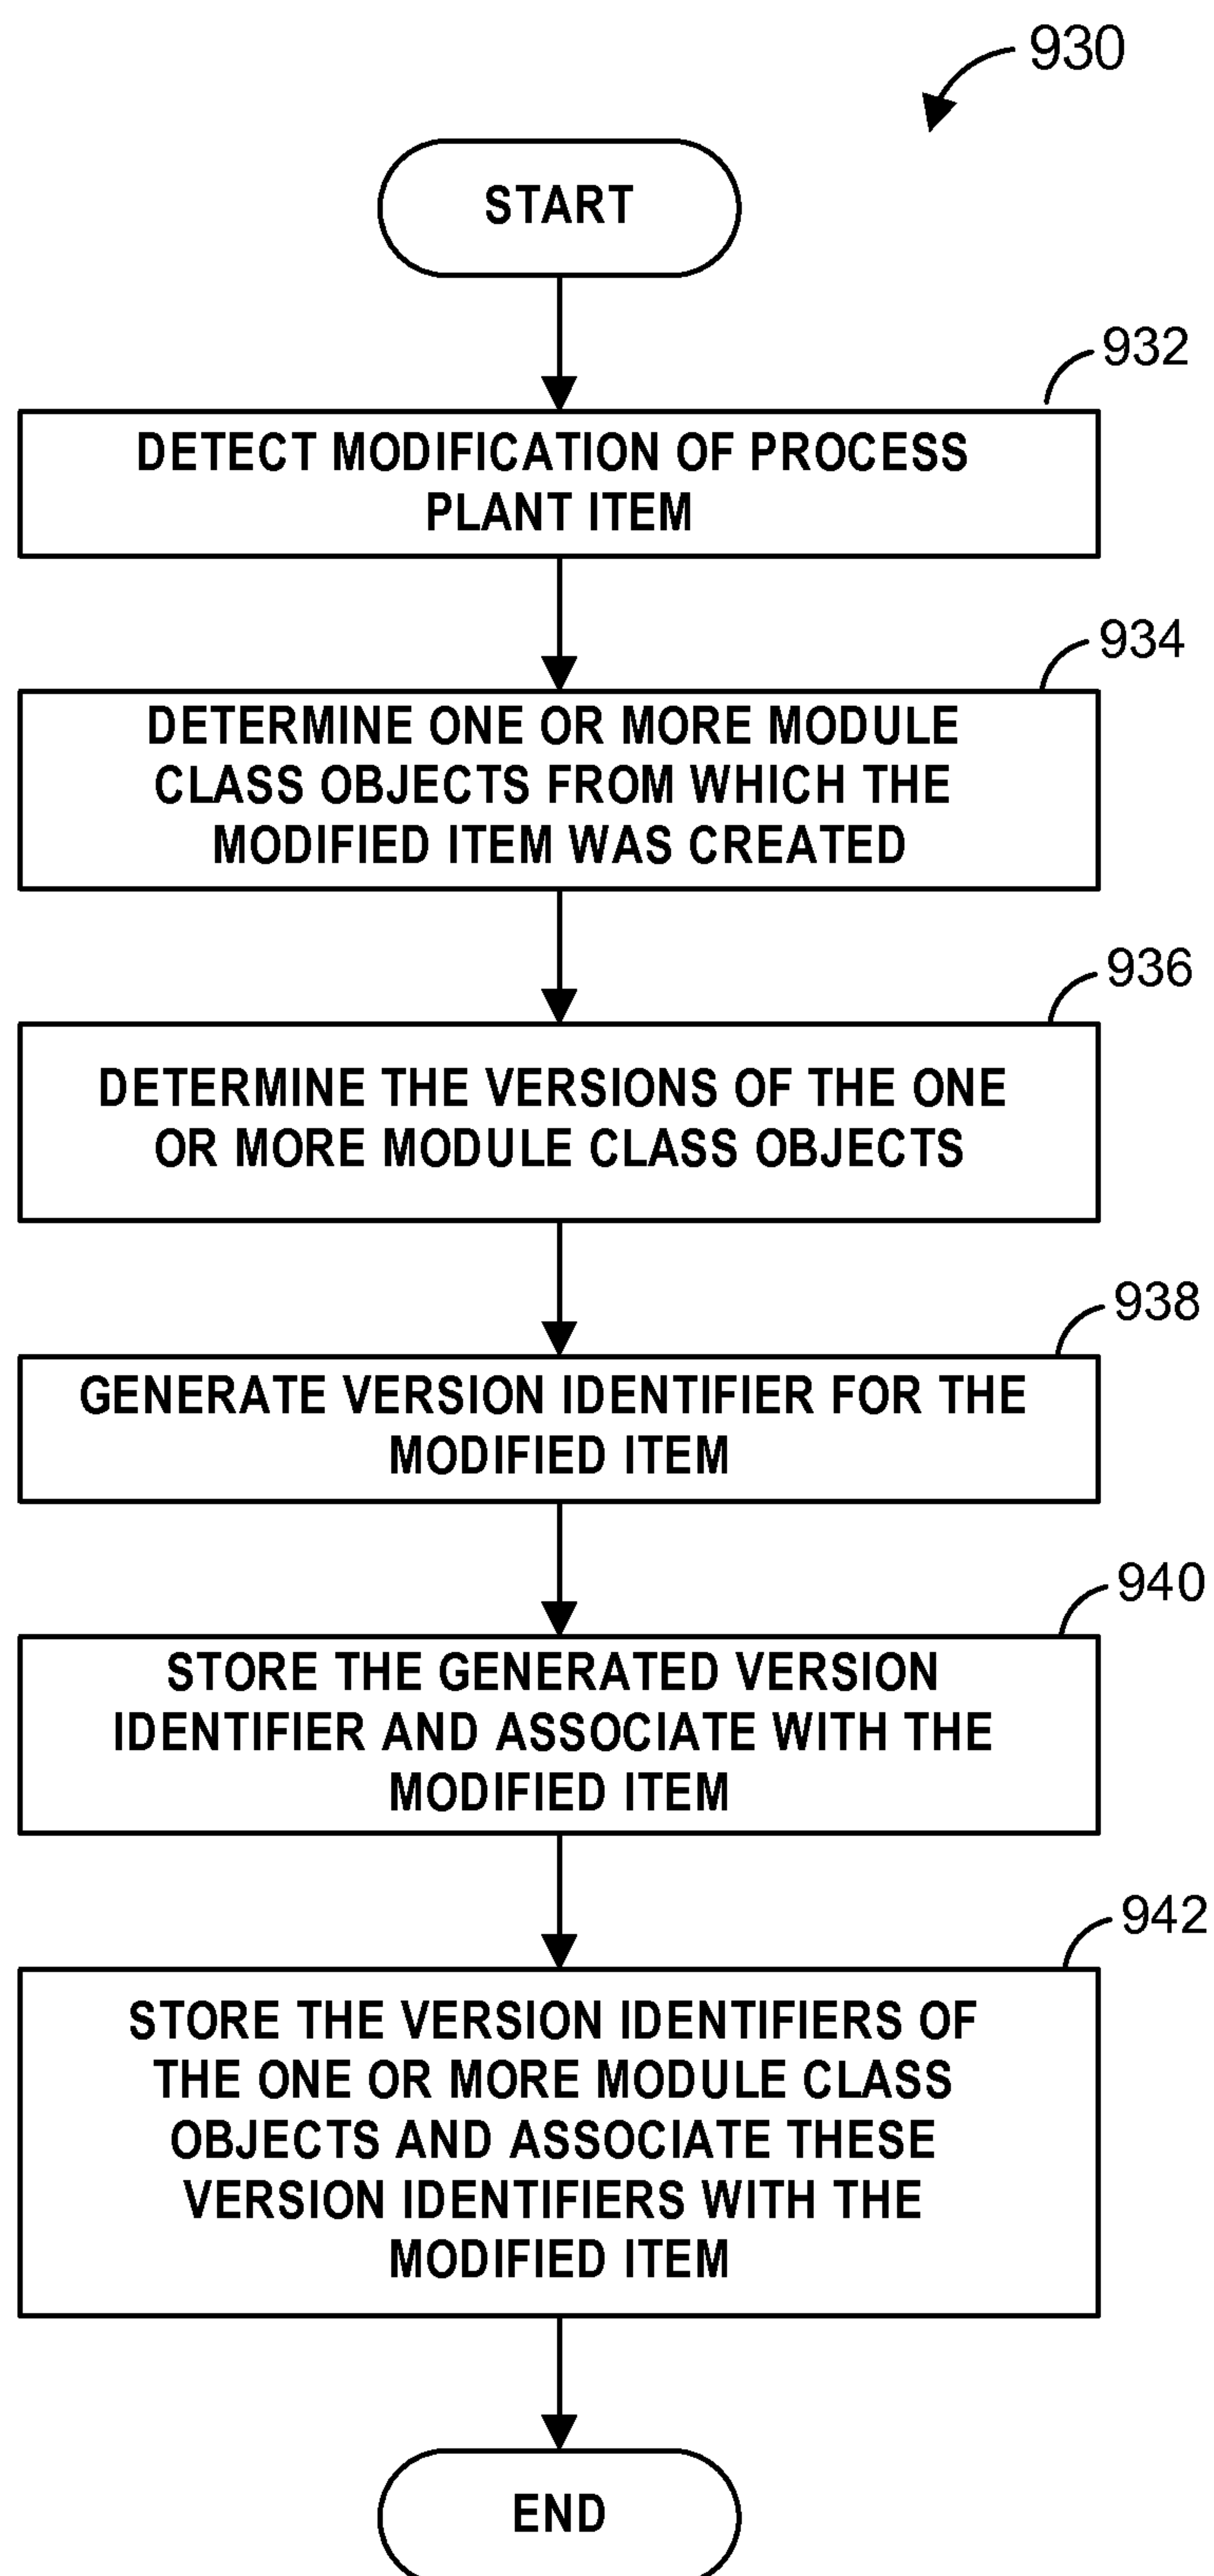 930
START
932
DETECT MODIFICATION OF PROCESS
PLANT ITEM
934
DETERMINE ONE OR MORE MODULE
CLASS OBJECTS FROM WHICH THE
MODIFIED ITEM WAS CREATED
936
DETERMINE THE VERSIONS OF THE ONE
OR MORE MODULE CLASS OBJECTS
938
GENERATE VERSION IDENTIFIER FOR THE
MODIFIED ITEM
940
STORE THE GENERATED VERSION
IDENTIFIER AND ASSOCIATE WITH THE
MODIFIED ITEM
942
STORE THE VERSION IDENTIFIERS OF
THE ONE OR MORE MODULE CLASS
OBJECTS AND ASSOCIATE THESE
VERSION IDENTIFIERS WITH THE
MODIFIED ITEM
END